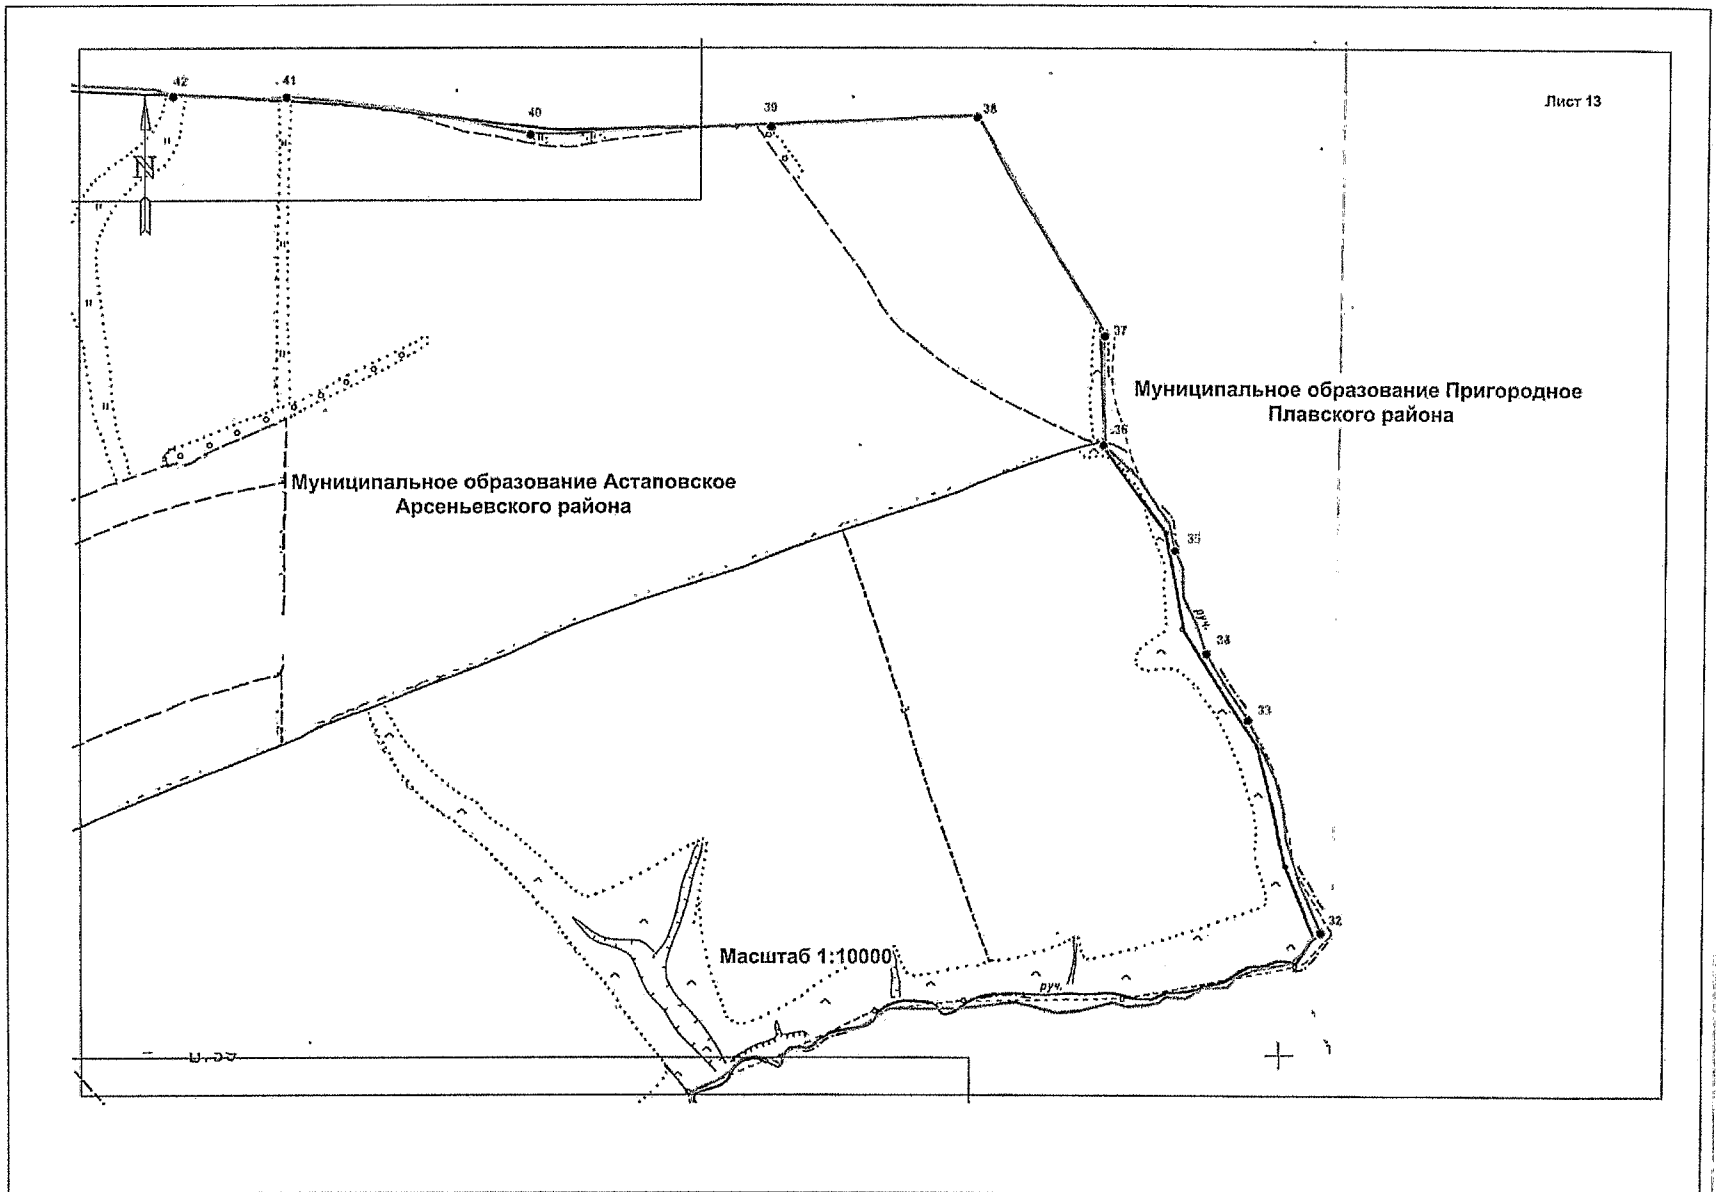 Лист 13
42
41
40
39
38
N
37
Муниципальное образование Пригородное
Плавского района
36
Муниципальное образование Астаповское
Арсеньевского района
35
руч.
34
33
32
Масштаб 1:10000
руч.